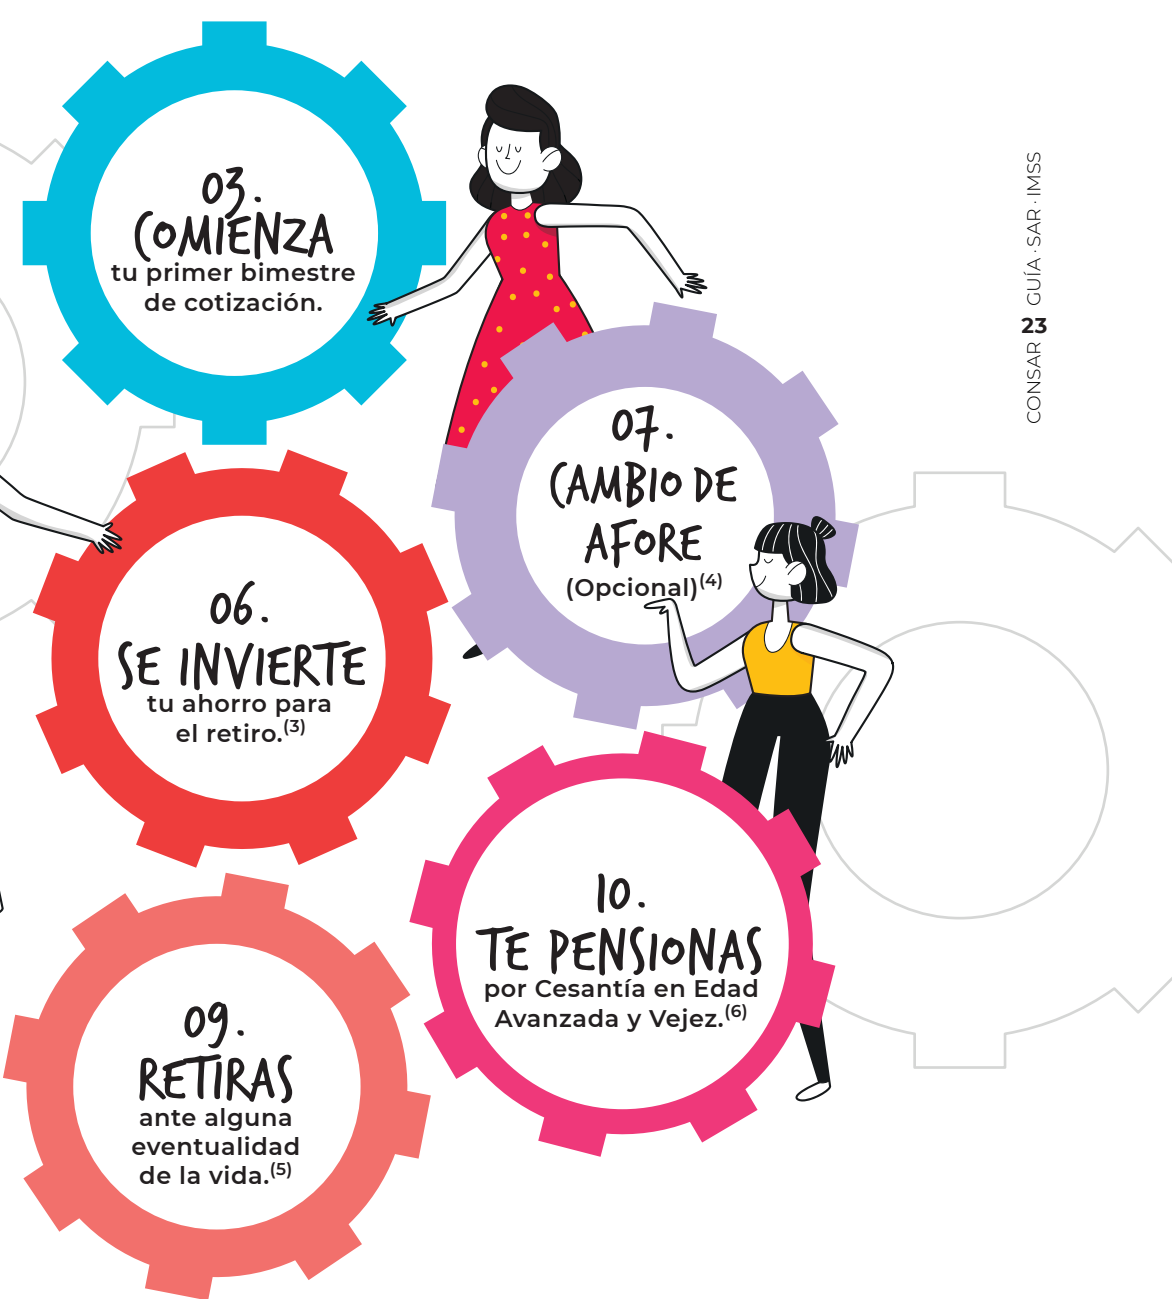 03.
COMIENZA
tu primer bimestre
de cotización.
07.
CAMBIO DE
AFORE
(Opcional)(4)
06.
SE INVIERTE
tu ahorro para
el retiro.(3)
10.
TE PENSIONAS
por Cesantía en Edad
Avanzada y Vejez.(6)
09.
RETIRAS
ante alguna
eventualidad
de la vida.(5)
CONSAR 23 GUÍA · SAR · IMSS